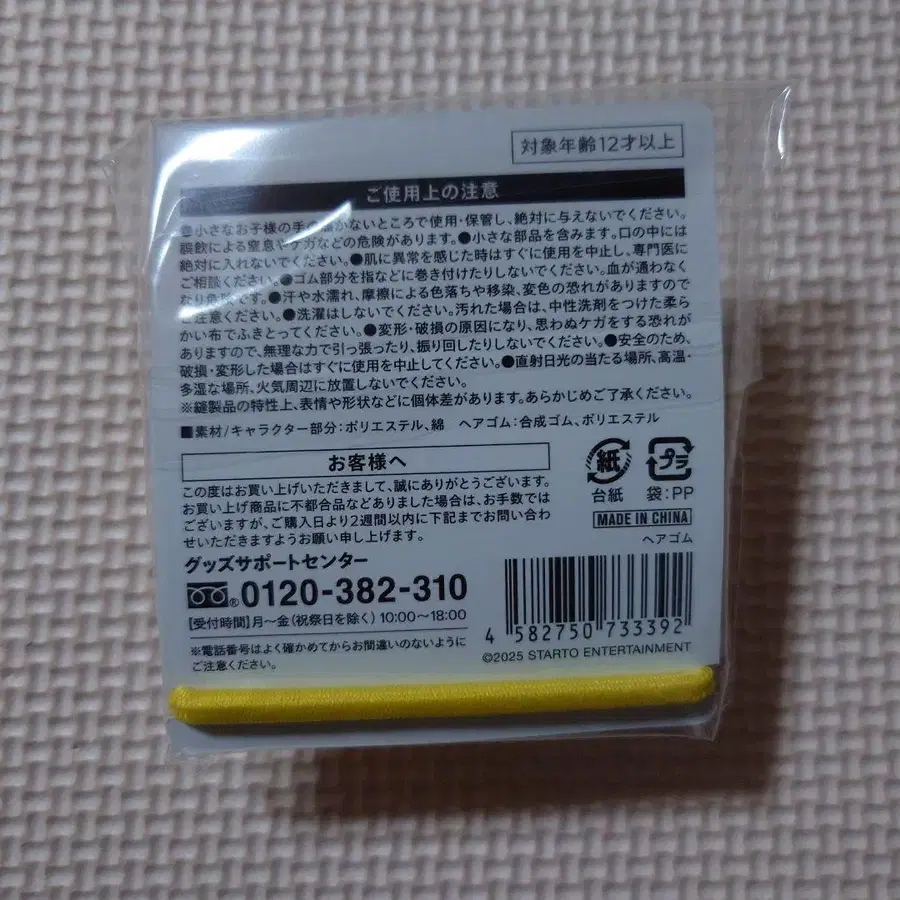 対象年齢12才以上
ご使用上の注意
小さなお子様の手の届かないところで使用・保管し、絶対に与えないでください。
誤飲による窒息やケガなどの危険があります。●小さな部品を含みます。口の中には
絶対に入れないでください。●肌に異常を感じた時はすぐに使用を中止し、専門医に
ご相談ください。●ゴム部分を指などに巻き付けたりしないでください。血が通わなく
なり危険です。●汗や水濡れ、摩擦による色落ちや移染、変色の恐れがありますので
ご注意ください。●洗濯はしないでください。汚れた場合は、中性洗剤をつけた柔ら
かい布でふきとってください。●変形・破損の原因になり、思わぬケガをする恐れが
ありますので、無理な力で引っ張ったり、振り回したりしないでください。●安全のため、
破損・変形した場合はすぐに使用を中止してください。●直射日光の当たる場所、高温・
多湿な場所、火気周辺に放置しないでください。
※縫製品の特性上、表情や形状などに個体差があります。あらかじめご了承ください。
■素材/キャラクター部分:ポリエステル、綿 ヘアゴム:合成ゴム、ポリエステル
お客様へ
この度はお買い上げいただきまして、誠にありがとうございます。
お買い上げ商品に不都合品などありました場合は、お手数では
ございますが、ご購入日より2週間以内に下記までお問い合わ
せいただきますようお願い申し上げます。
グッズサポートセンター
®0120-382-310
【受付時間】月〜金(祝祭日を除く) 10:00〜18:00
※電話番号はよく確かめてからお間違いのないように
ご注意ください。
紙 プラ
台紙 袋:PP
MADE IN CHINA
ヘアゴム
4 582750 733392
©2025 STARTO ENTERTAINMENT